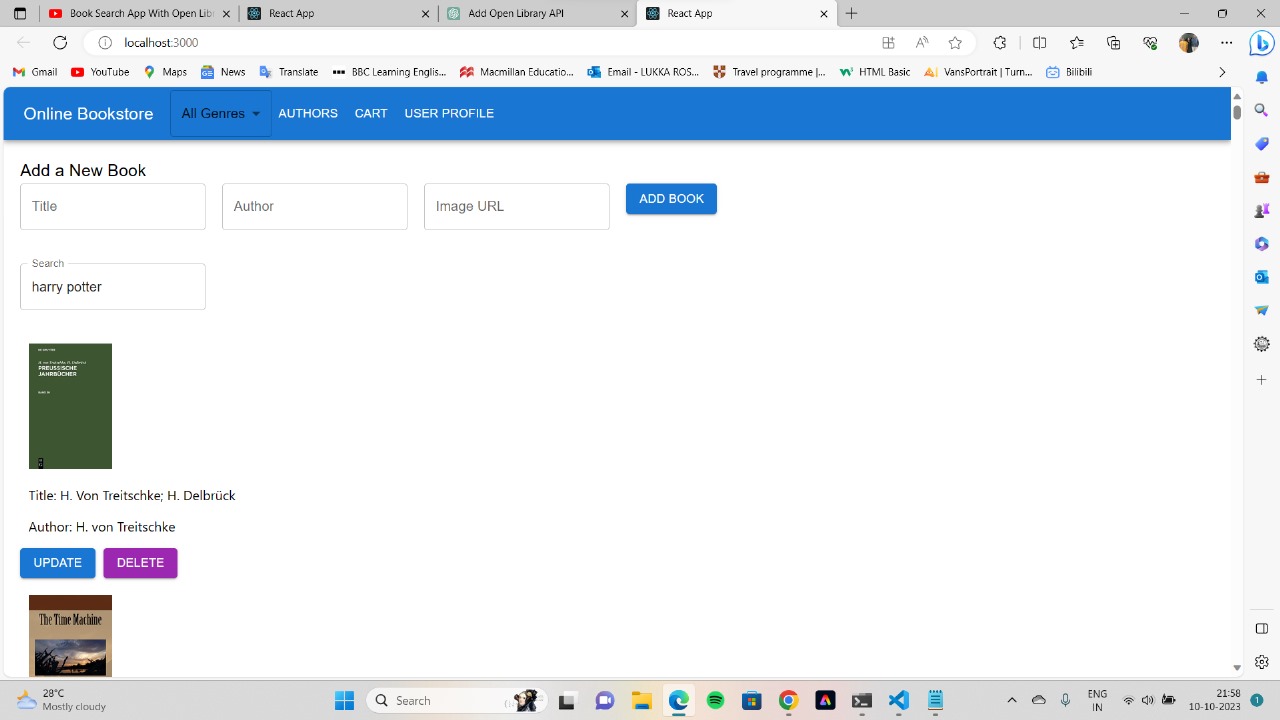 Book Search App With Open Lib
React App
Add Open Library API
React App
localhost:3000
Gmail
YouTube
Maps
News
Translate
BBC Learning Englis...
Macmillan Educatio...
Email - LUKKA ROS...
Travel programme |...
HTML Basic
VansPortrait | Turn...
Bilibili
Online Bookstore
All Genres
AUTHORS
CART
USER PROFILE
Add a New Book
Title
Author
Image URL
ADD BOOK
Search
harry potter
PREUSSISCHE
JAHRBÜCHER
Title: H. Von Treitschke; H. Delbrück
Author: H. von Treitschke
UPDATE
DELETE
The Time Machine
28°C
Mostly cloudy
Search
ENG
IN
11:58
10-10-2023
1